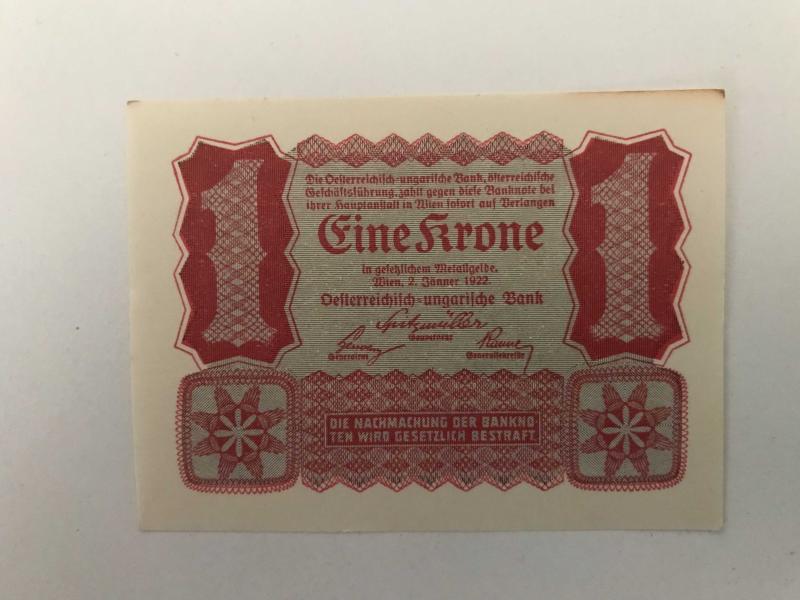 Die Oesterreichisch-ungarische Bank, österreichische
Geschäftsführung, zahlt gegen diese Banknote bei
ihrer Hauptanstalt in Wien sofort auf Verlangen
1
Eine Krone
1
in gesetzlichem Metallgelde.
Wien, 2. Jänner 1922.
Oesterreichisch-ungarische Bank
Spitzmüller
Gouverneur
Generalrat
Generalsekretär
DIE NACHMACHUNG DER BANKNO
TEN WIRD GESETZLICH BESTRAFT.